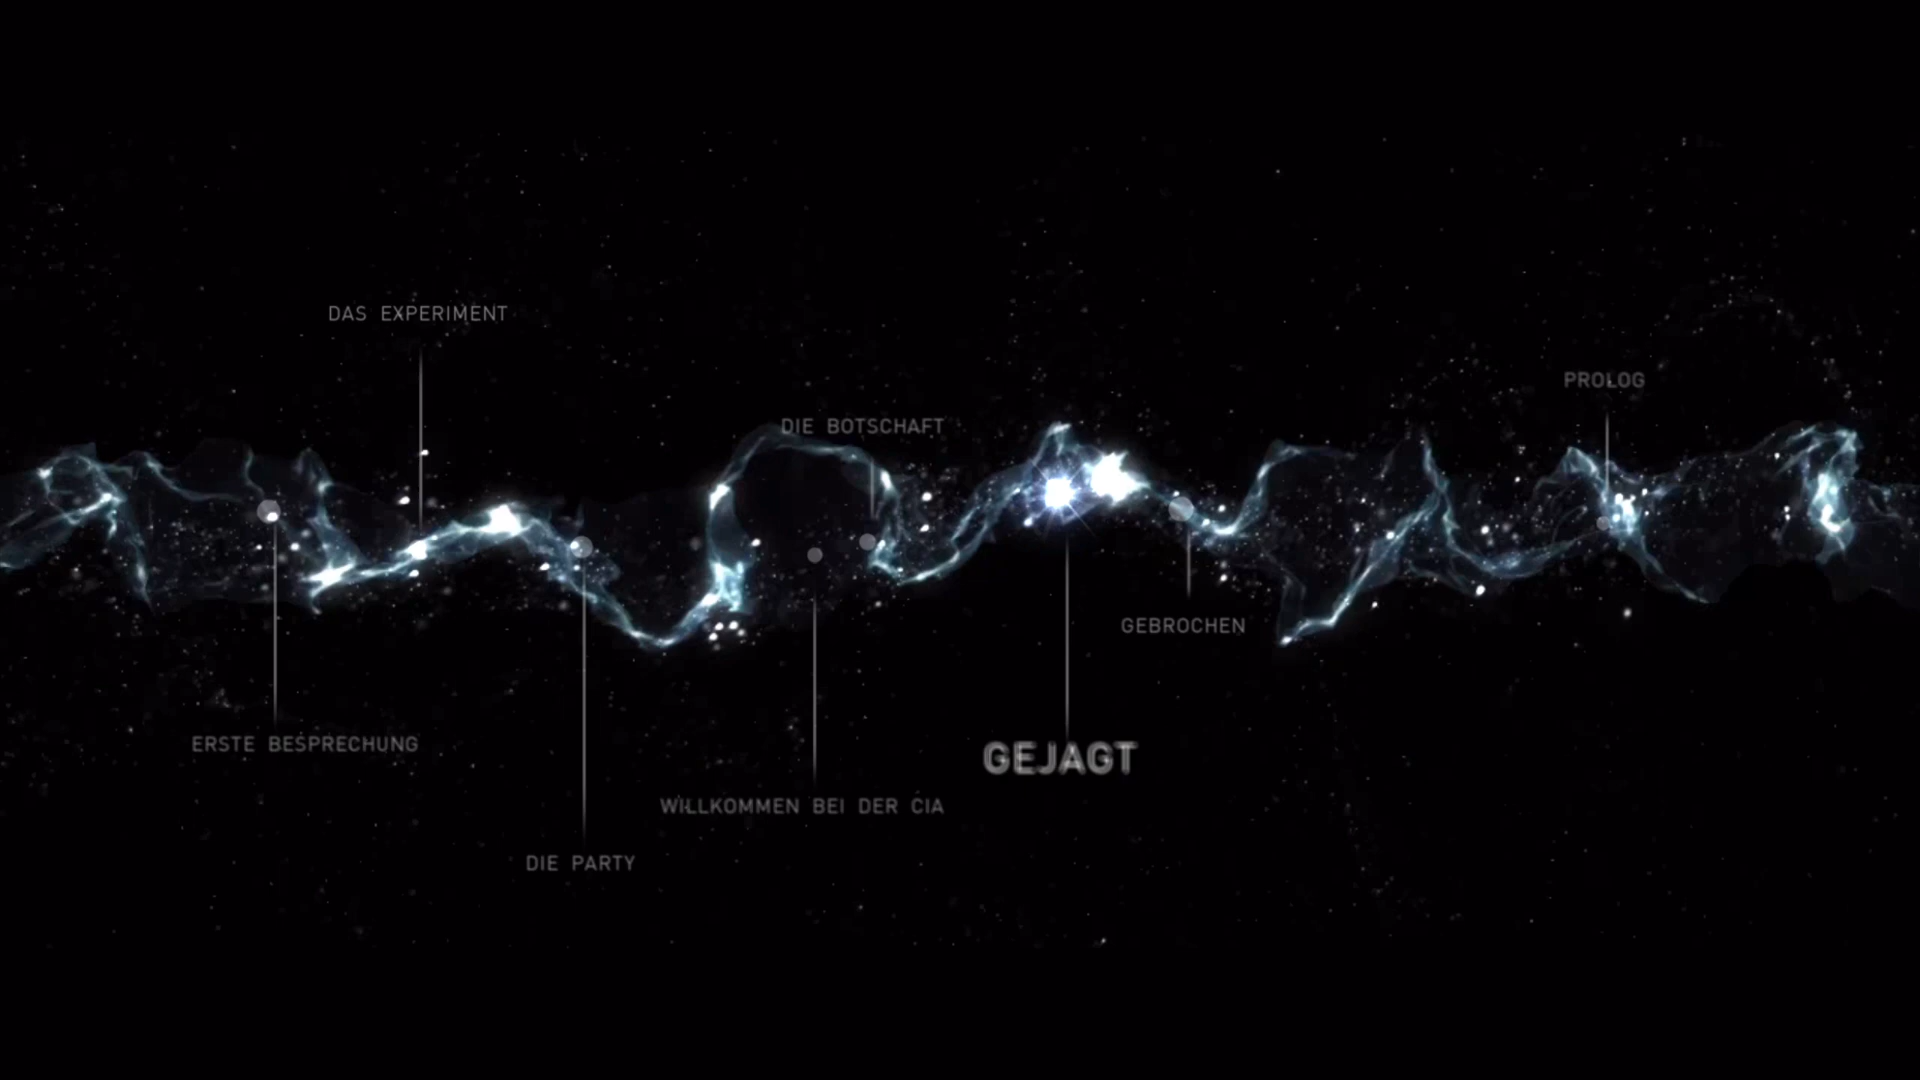 DAS EXPERIMENT
PROLOG
DIE BOTSCHAFT
GEBROCHEN
ERSTE BESPRECHUNG
GEJAGT
WILLKOMMEN BEI DER CIA
DIE PARTY